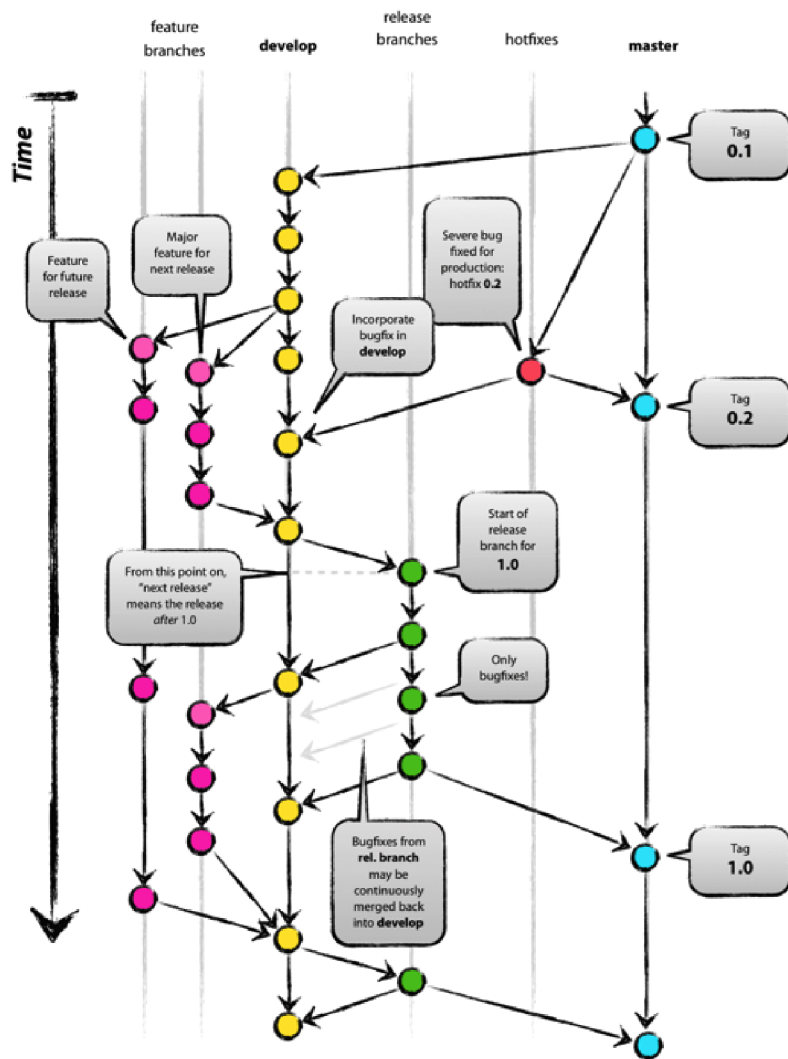 feature
branches
develop
release
branches
hotfixes
master
Time
Tag
0.1
Feature
for future
release
Major
feature for
next release
Severe bug
fixed for
production:
hotfix 0.2
Incorporate
bugfix in
develop
Tag
0.2
Start of
release
branch for
1.0
From this point on,
“next release”
means the release
after 1.0
Only
bugfixes!
Bugfixes from
rel. branch
may be
continuously
merged back
into develop
Tag
1.0